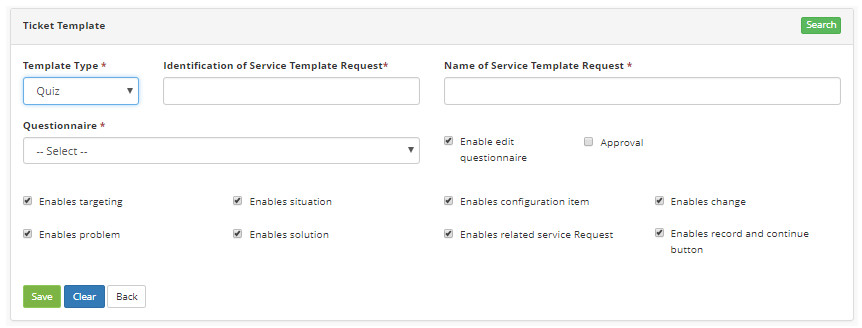 Ticket Template
Search
Template Type *
Identification of Service Template Request*
Name of Service Template Request *
Quiz
Questionnaire *
-- Select --
Enable edit
questionnaire
Approval
Enables targeting
Enables situation
Enables configuration item
Enables change
Enables problem
Enables solution
Enables related service Request
Enables record and continue
button
Save
Clear
Back